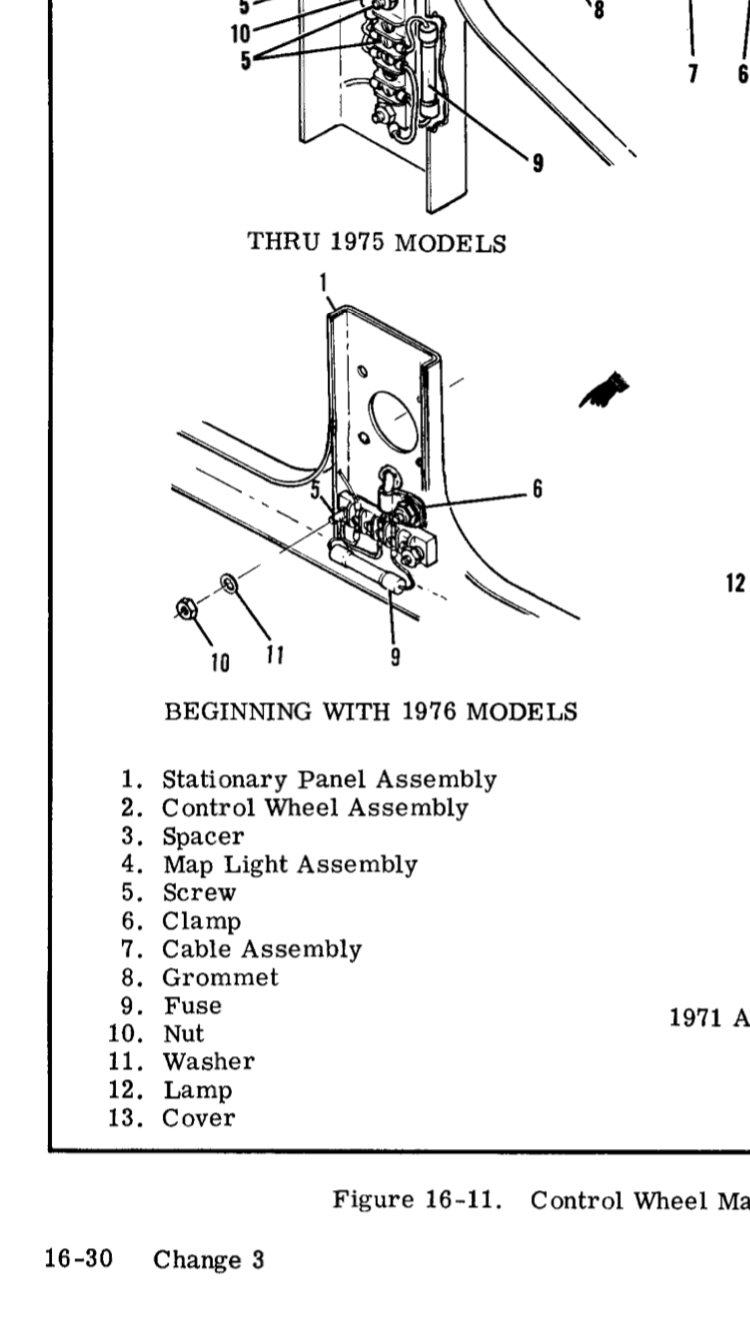 5
8
10
5
7
6
9
THRU 1975 MODELS
1
5
6
12
10
11
9
BEGINNING WITH 1976 MODELS
1. Stationary Panel Assembly
2. Control Wheel Assembly
3. Spacer
4. Map Light Assembly
5. Screw
6. Clamp
7. Cable Assembly
8. Grommet
9. Fuse
10. Nut
11. Washer
12. Lamp
13. Cover
1971 A
Figure 16-11. Control Wheel Ma
16-30 Change 3